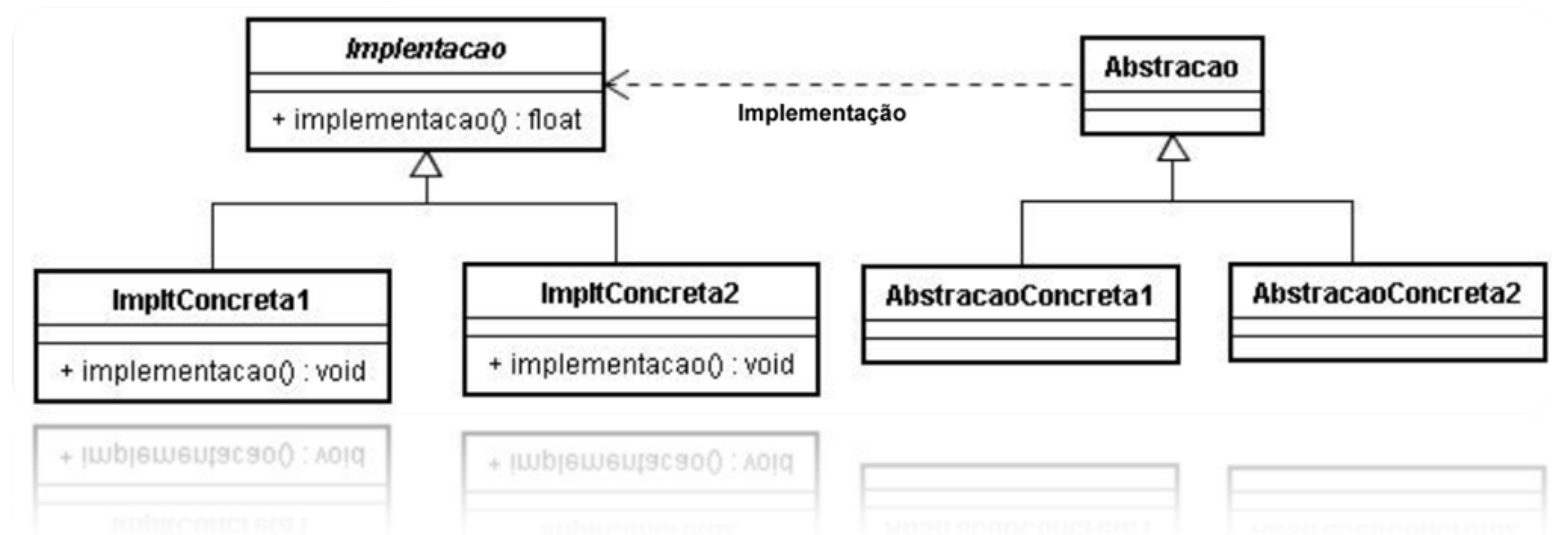 Implentacao
+ implementacao() : float
Implementação
Abstracao
ImpltConcreta1
+ implementacao() : void
ImpltConcreta2
+ implementacao() : void
AbstracaoConcreta1
AbstracaoConcreta2